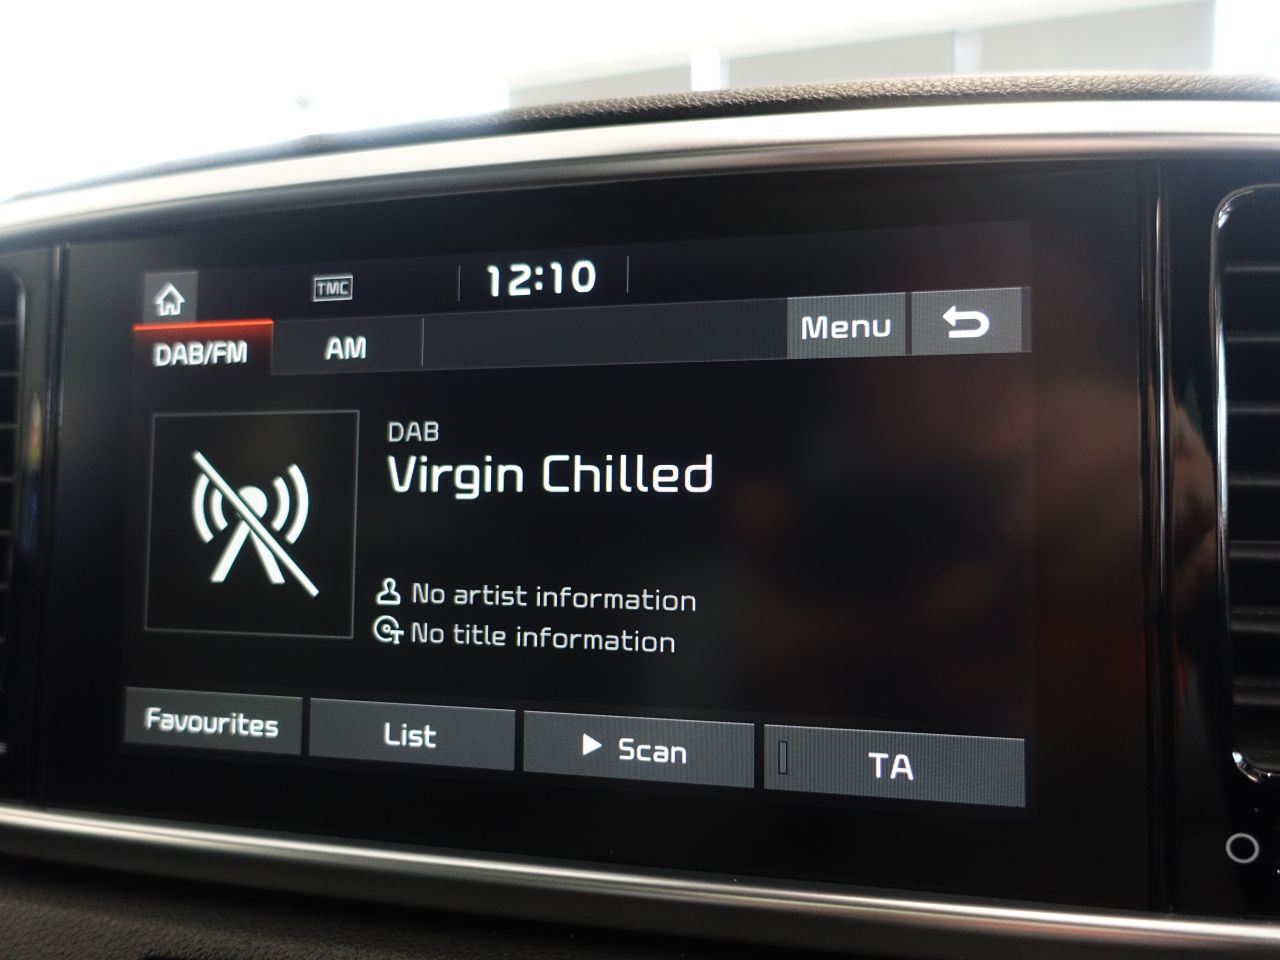 TMC
12:10
DAB/FM
AM
Menu
DAB
Virgin Chilled
No artist information
No title information
Favourites
List
Scan
TA